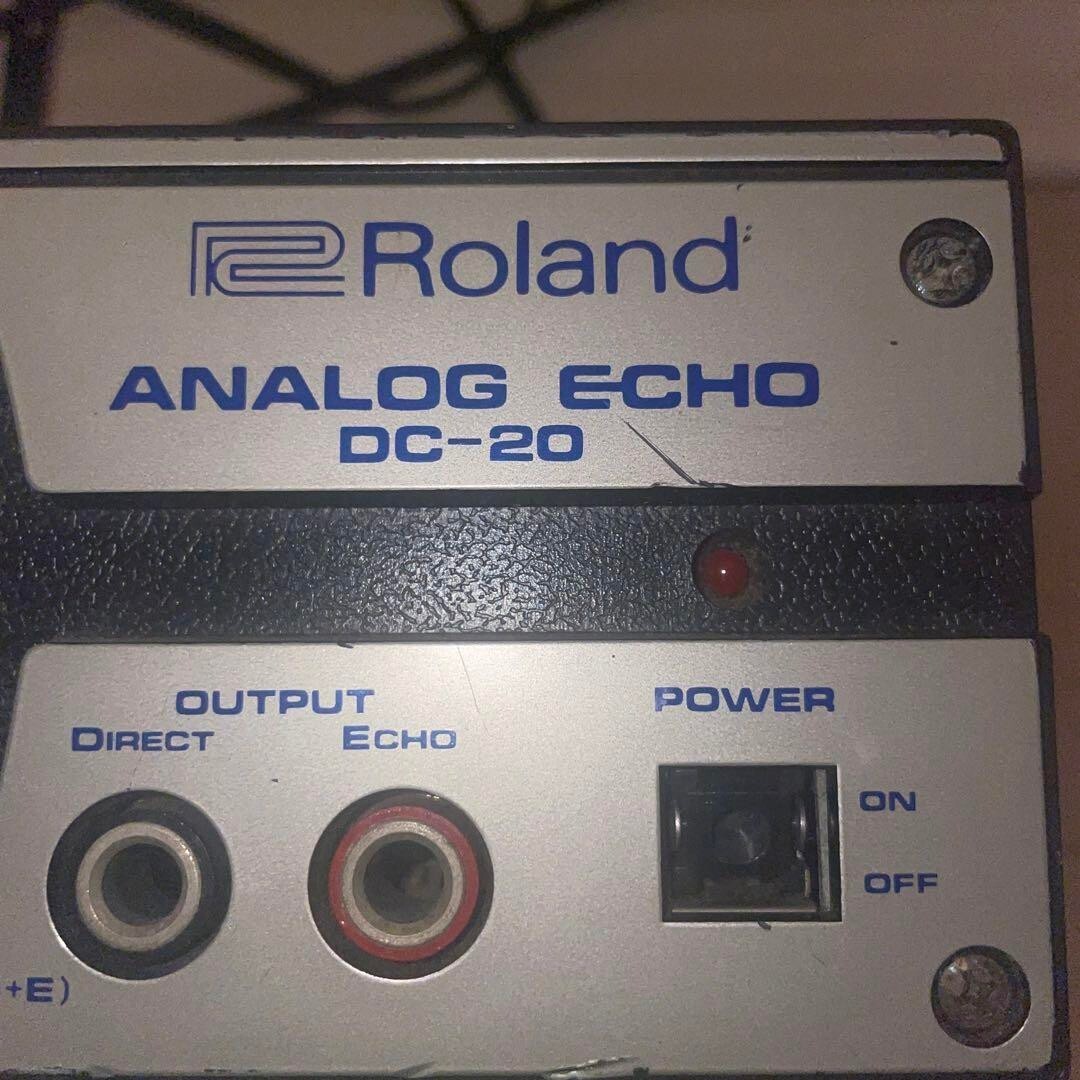 Roland
ANALOG ECHO
DC-20
OUTPUT
POWER
DIRECT ECHO
ON
OFF
+E)